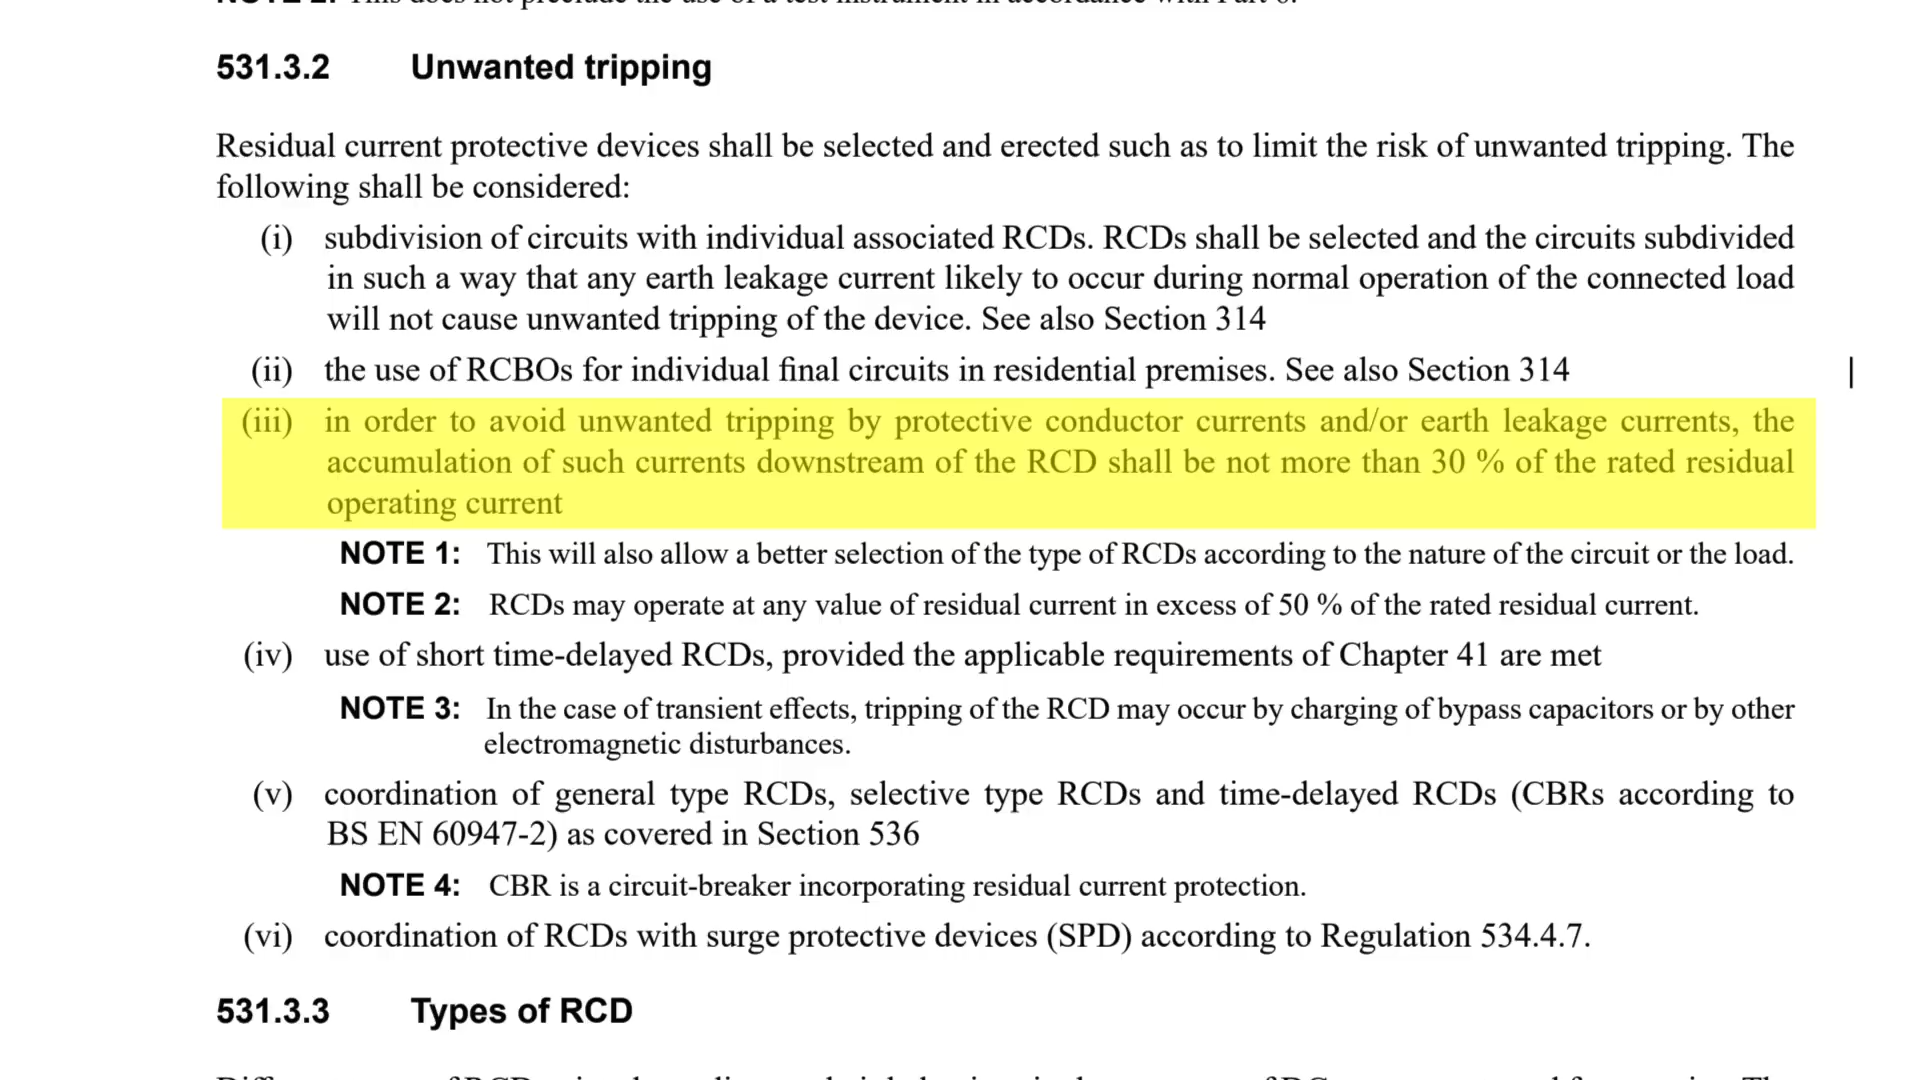 531.3.2 Unwanted tripping
Residual current protective devices shall be selected and erected such as to limit the risk of unwanted tripping. The
following shall be considered:
(i) subdivision of circuits with individual associated RCDs. RCDs shall be selected and the circuits subdivided
in such a way that any earth leakage current likely to occur during normal operation of the connected load
will not cause unwanted tripping of the device. See also Section 314
(ii) the use of RCBOs for individual final circuits in residential premises. See also Section 314
(iii) in order to avoid unwanted tripping by protective conductor currents and/or earth leakage currents, the
accumulation of such currents downstream of the RCD shall be not more than 30 % of the rated residual
operating current
NOTE 1: This will also allow a better selection of the type of RCDs according to the nature of the circuit or the load.
NOTE 2: RCDs may operate at any value of residual current in excess of 50 % of the rated residual current.
(iv) use of short time-delayed RCDs, provided the applicable requirements of Chapter 41 are met
NOTE 3: In the case of transient effects, tripping of the RCD may occur by charging of bypass capacitors or by other
electromagnetic disturbances.
(v) coordination of general type RCDs, selective type RCDs and time-delayed RCDs (CBRs according to
BS EN 60947-2) as covered in Section 536
NOTE 4: CBR is a circuit-breaker incorporating residual current protection.
(vi) coordination of RCDs with surge protective devices (SPD) according to Regulation 534.4.7.
531.3.3 Types of RCD